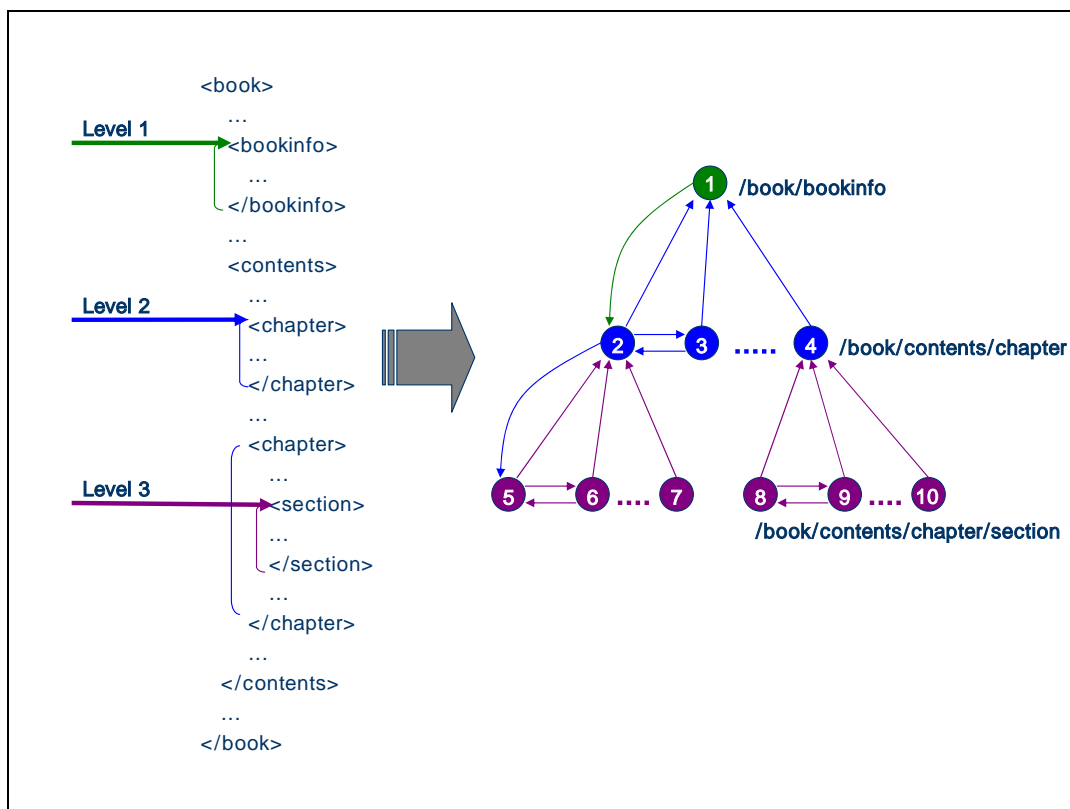 <book>
...
Level 1
<bookinfo>
...
</bookinfo>
...
<contents>
...
Level 2
<chapter>
...
</chapter>
...
<chapter>
...
Level 3
<section>
...
</section>
...
</chapter>
...
</contents>
...
</book>
1 /book/bookinfo
2 3 ..... 4 /book/contents/chapter
5 6 .... 7 8 9 .... 10
/book/contents/chapter/section